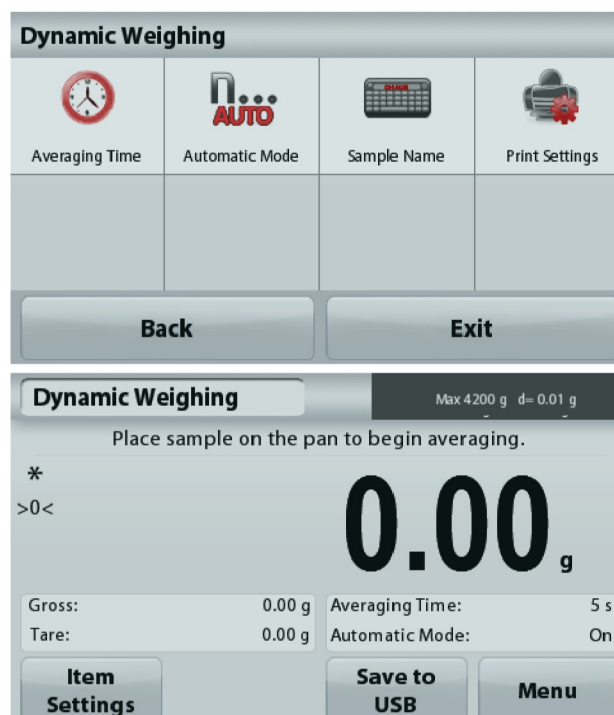 Dynamic Weighing
AUTO
Averaging Time Automatic Mode Sample Name Print Settings
Back Exit
Dynamic Weighing Max 4200 g d= 0.01 g
Place sample on the pan to begin averaging.
*
>0<
0.00 g
Gross: 0.00 g Averaging Time: 5 s
Tare: 0.00 g Automatic Mode: On
Item Settings Save to USB Menu